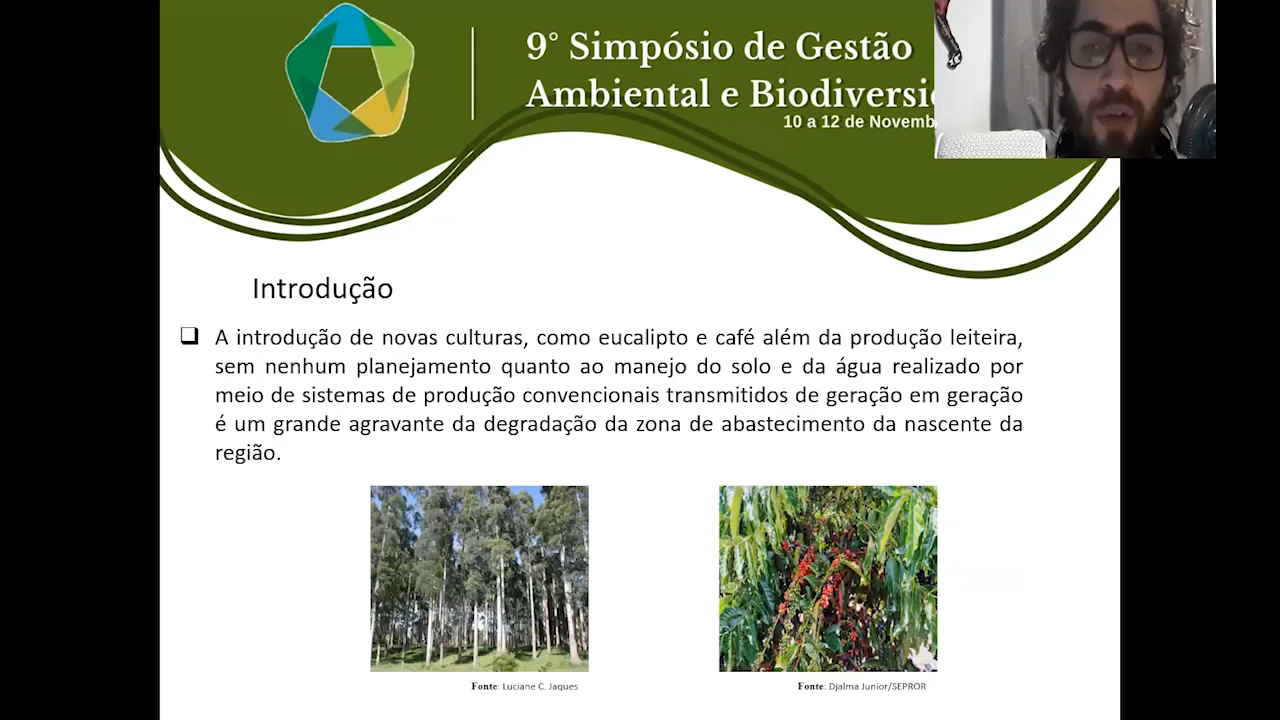 9° Simpósio de Gestão
Ambiental e Biodiversi
10 a 12 de Novemb
Introdução
A introdução de novas culturas, como eucalipto e café além da produção leiteira,
sem nenhum planejamento quanto ao manejo do solo e da água realizado por
meio de sistemas de produção convencionais transmitidos de geração em geração
é um grande agravante da degradação da zona de abastecimento da nascente da
região.
Fonte: Luciane C. Jaques
Fonte: Djalma Junior/SEPROR